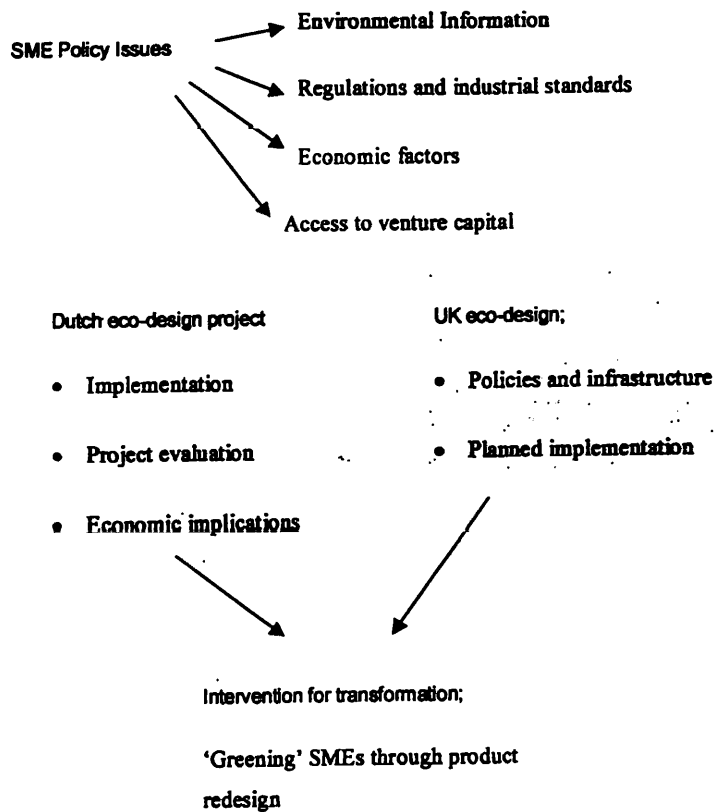 SME Policy Issues
Environmental Information
Regulations and industrial standards
Economic factors
Access to venture capital
Dutch eco-design project
• Implementation
• Project evaluation
• Economic implications
UK eco-design;
• Policies and infrastructure
• Planned implementation
Intervention for transformation;
‘Greening’ SMEs through product
redesign